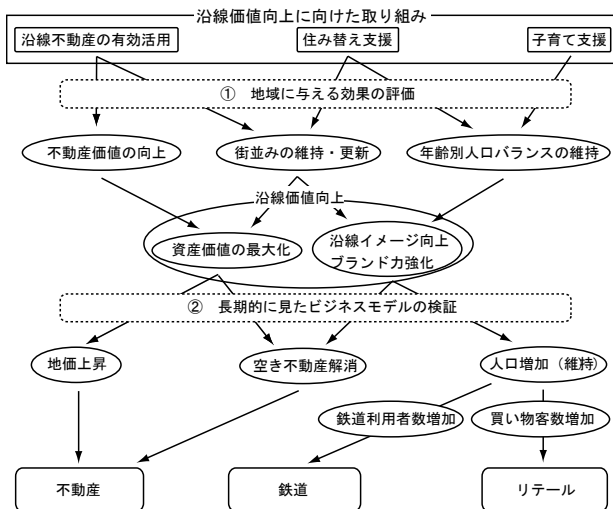 沿線価値向上に向けた取り組み
沿線不動産の有効活用
住み替え支援
子育て支援
① 地域に与える効果の評価
不動産価値の向上
街並みの維持・更新
年齢別人口バランスの維持
沿線価値向上
資産価値の最大化
沿線イメージ向上
ブランド力強化
② 長期的に見たビジネスモデルの検証
地価上昇
空き不動産解消
人口増加（維持）
鉄道利用者数増加
買い物客数増加
不動産
鉄道
リテール